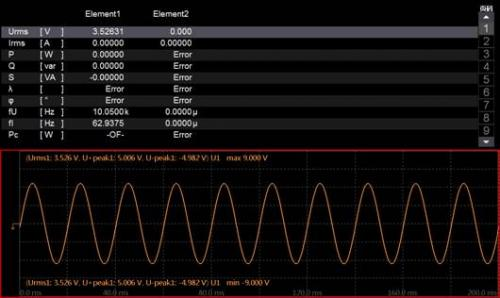 Element1 Element2
Urms [ V ] 3.52631 0.000
Irms [ A ] 0.00000 0.00000
P [ W ] 0.00000 Error
Q [ var ] 0.00000 Error
S [ VA ] -0.00000 Error
λ [ ] Error Error
φ [ ° ] Error Error
fU [ Hz ] 10.0500k 0.0000μ
fI [ Hz ] 62.9375 0.0000μ
Pc [ W ] -OF- Error
1
2
3
4
5
6
7
8
9
(Urms1: 3.526 V, U+peak1: 5.006 V, U-peak1: -4.982 V) U1 max 9.000 V
(Urms1: 3.526 V, U+peak1: 5.006 V, U-peak1: -4.982 V) U1 min -9.000 V
0.0 ms 40.0 ms 80.0 ms 120.0 ms 160.0 ms 200.0 ms